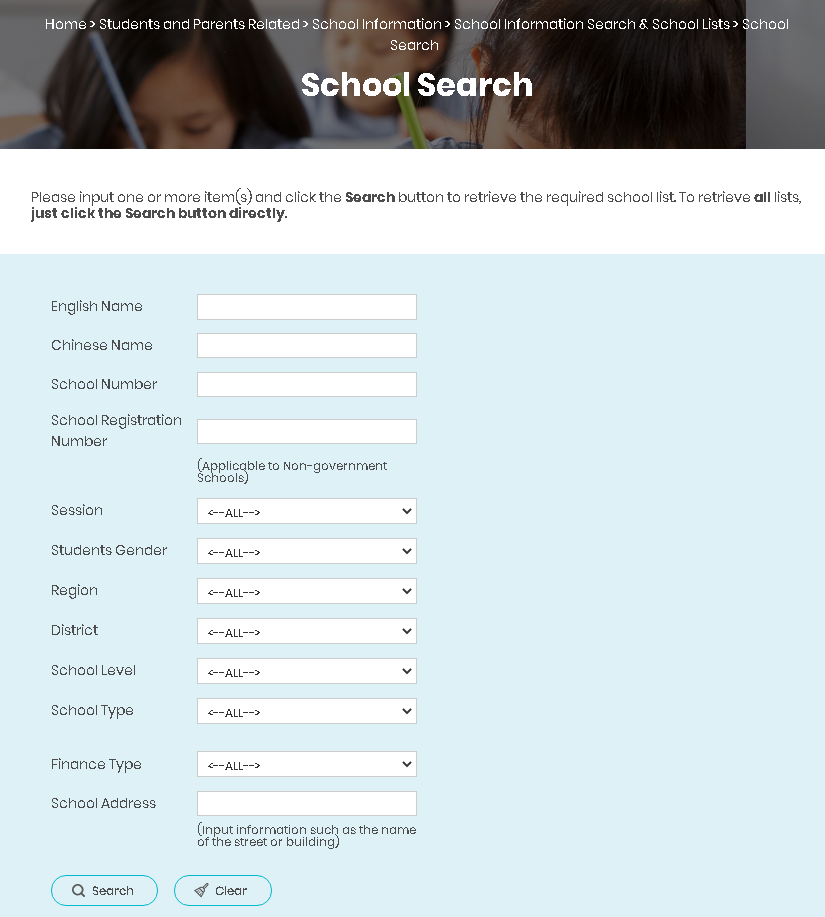 Home > Students and Parents Related > School Information > School Information Search & School Lists > School
Search
School Search
Please input one or more item(s) and click the Search button to retrieve the required school list. To retrieve all lists,
just click the Search button directly.
English Name
Chinese Name
School Number
School Registration
Number
(Applicable to Non-government
Schools)
Session <--ALL-->
Students Gender <--ALL-->
Region <--ALL-->
District <--ALL-->
School Level <--ALL-->
School Type <--ALL-->
Finance Type <--ALL-->
School Address
(Input information such as the name
of the street or building)
Search Clear